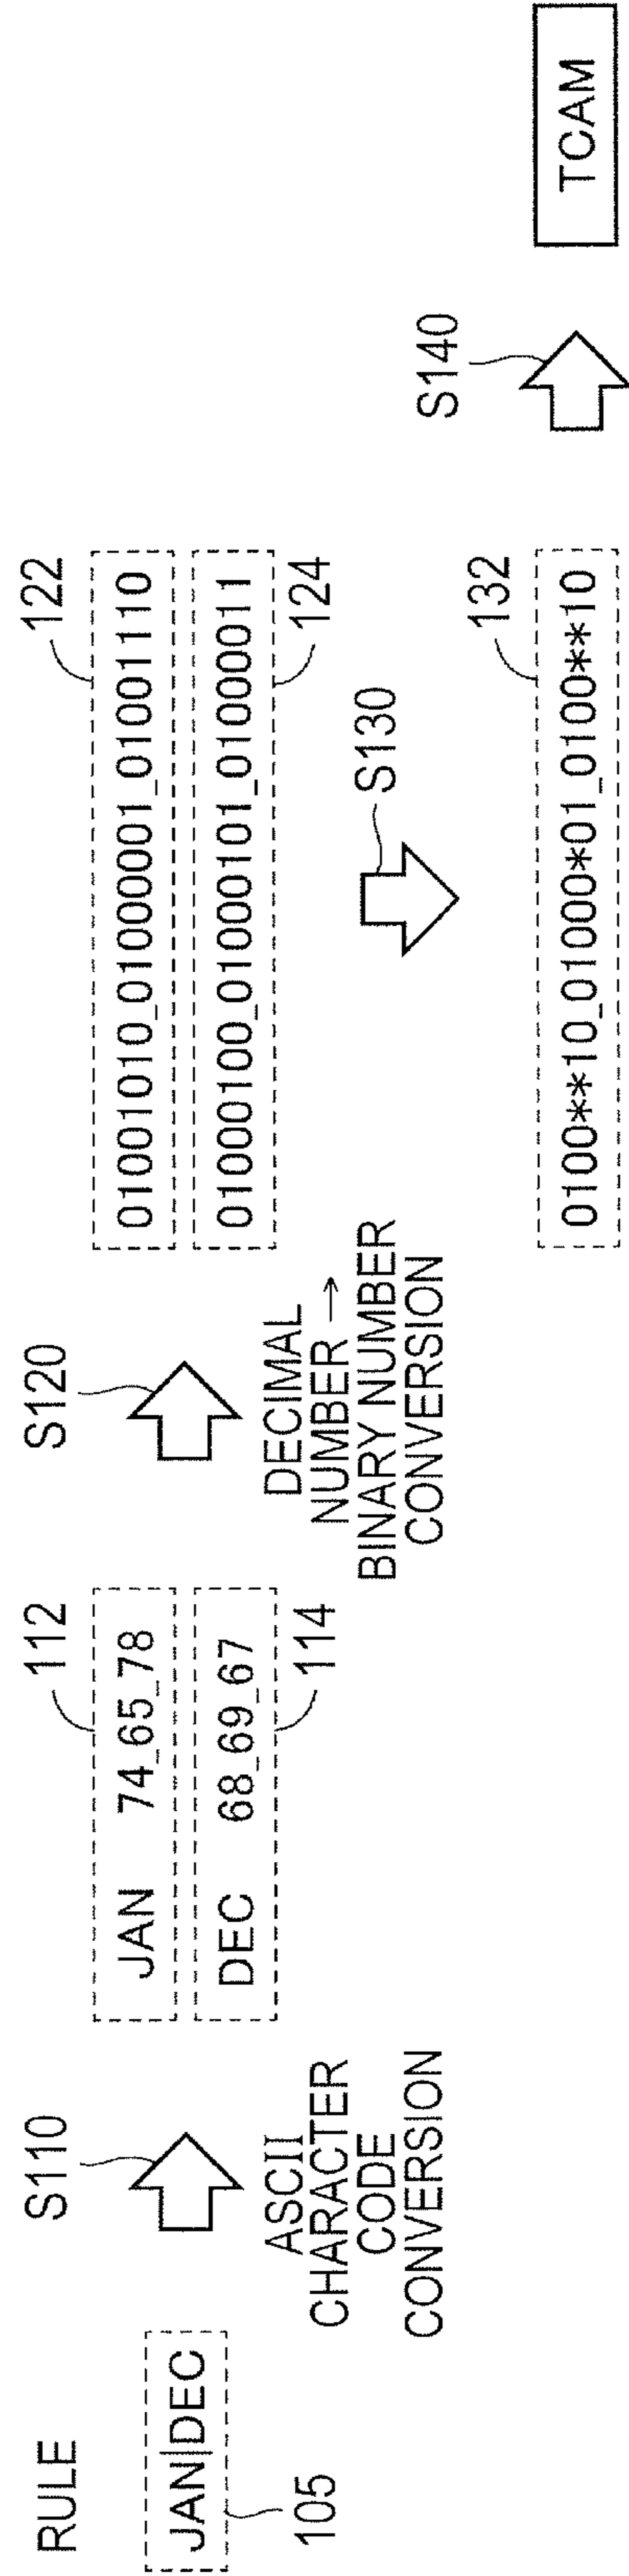 RULE
JAN|DEC
105
S110
ASCII
CHARACTER
CODE
CONVERSION
112
JAN 74_65_78
DEC 68_69_67
114
S120
DECIMAL
NUMBER →
BINARY NUMBER
CONVERSION
122
01001010_01000001_01001110
01000100_01000101_01000011
124
S130
132
0100**10_01000*01_0100**10
S140
TCAM